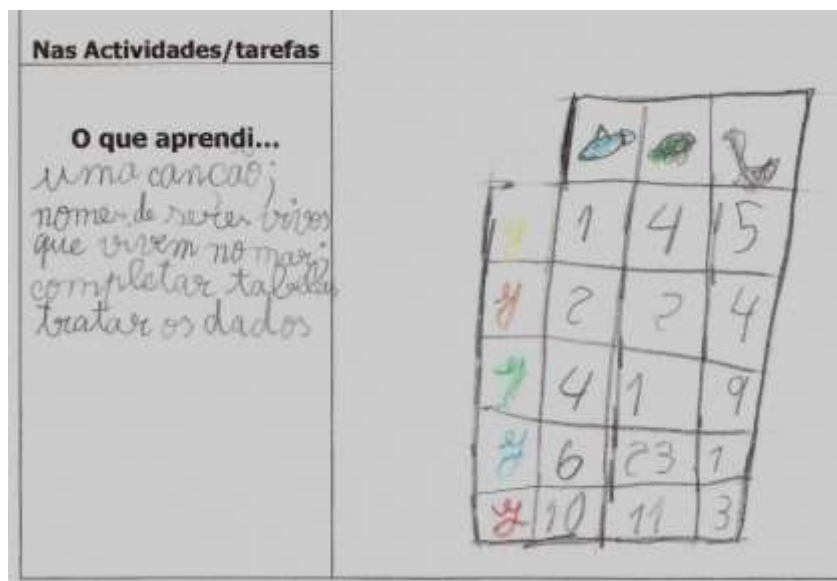 Nas Actividades/tarefas
O que aprendi...
uma canção;
nomes de seres vivos
que vivem no mar;
completar tabelas
tratar os dados
y 1 4 15
y 2 2 4
y 4 1 9
y 6 23 1
y 10 11 3